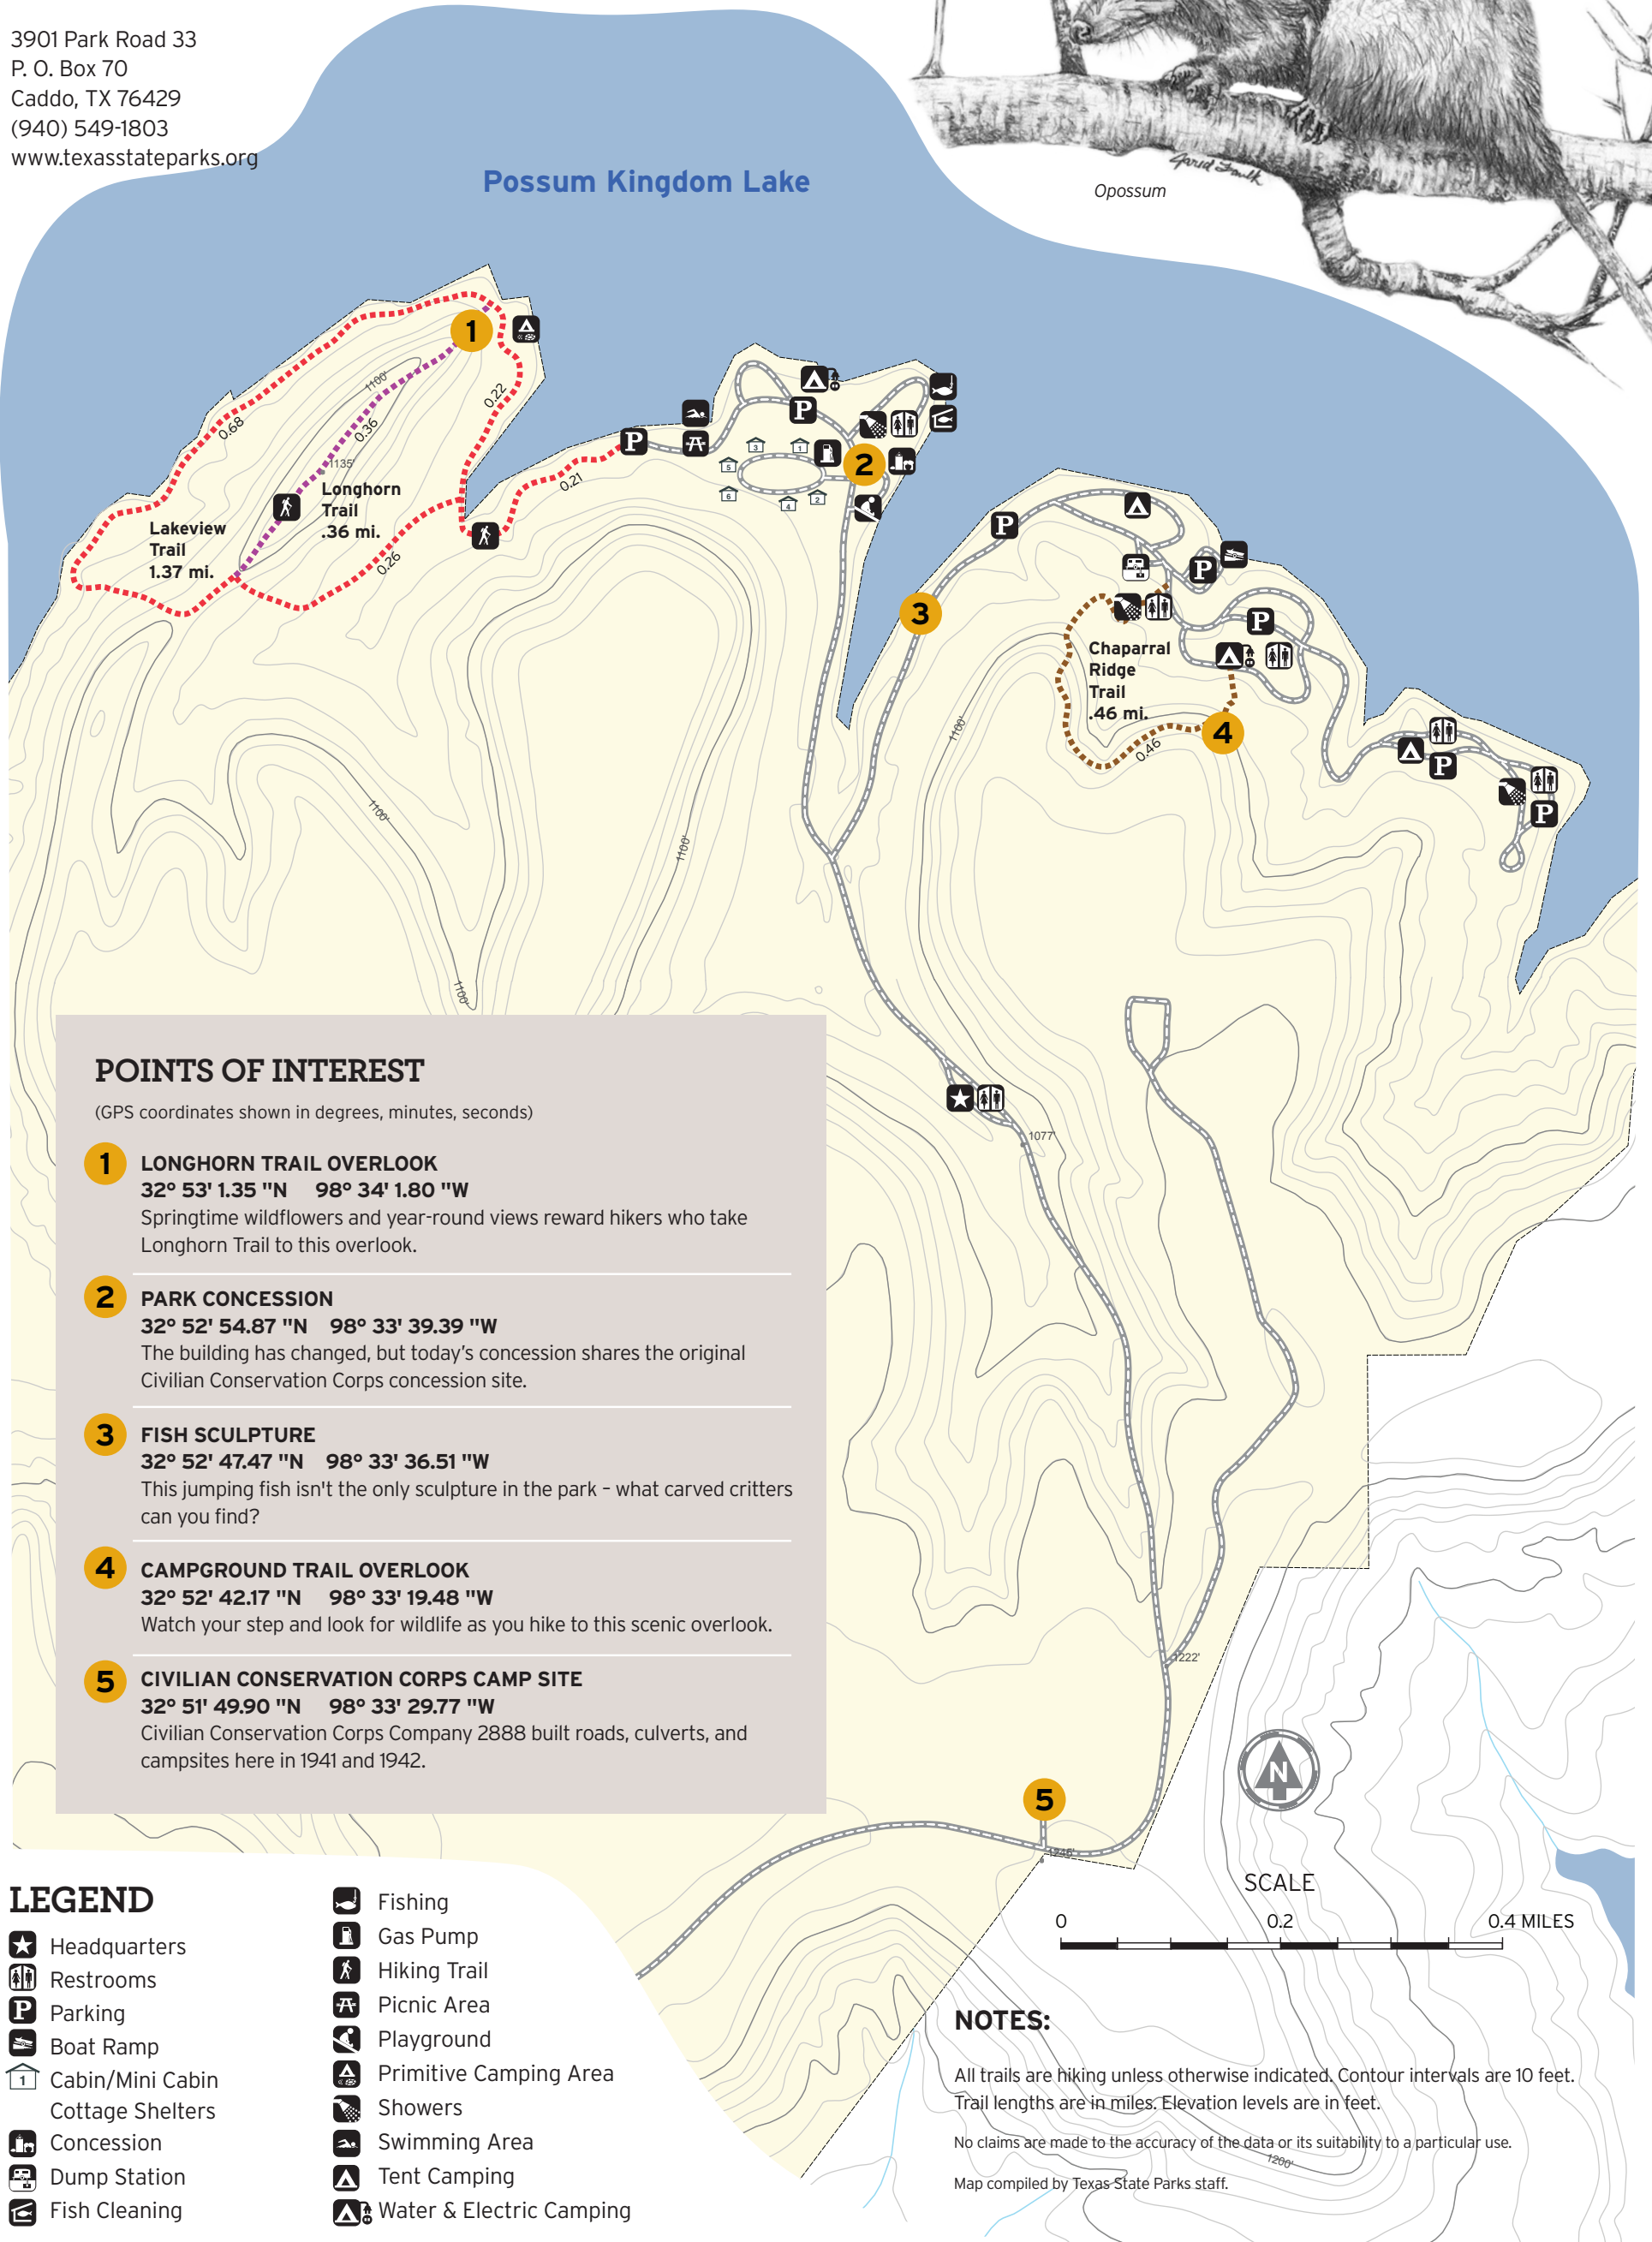 3901 Park Road 33
P. O. Box 70
Caddo, TX 76429
(940) 549-1803
www.texasstateparks.org
Possum Kingdom Lake
Jared Faulk
Opossum
1
0.68
1100'
0.36
0.22
1135'
Longhorn
Trail
.36 mi.
Lakeview
Trail
1.37 mi.
0.26
0.21
P
P
3
1
5
6
4
2
2
P
P
P
3
Chaparral
Ridge
Trail
.46 mi.
0.46
4
P
P
1100'
1100'
1100'
1100'
1077'
1222'
5
1246'
POINTS OF INTEREST
(GPS coordinates shown in degrees, minutes, seconds)
1 LONGHORN TRAIL OVERLOOK
32° 53' 1.35 "N 98° 34' 1.80 "W
Springtime wildflowers and year-round views reward hikers who take
Longhorn Trail to this overlook.
2 PARK CONCESSION
32° 52' 54.87 "N 98° 33' 39.39 "W
The building has changed, but today's concession shares the original
Civilian Conservation Corps concession site.
3 FISH SCULPTURE
32° 52' 47.47 "N 98° 33' 36.51 "W
This jumping fish isn't the only sculpture in the park – what carved critters
can you find?
4 CAMPGROUND TRAIL OVERLOOK
32° 52' 42.17 "N 98° 33' 19.48 "W
Watch your step and look for wildlife as you hike to this scenic overlook.
5 CIVILIAN CONSERVATION CORPS CAMP SITE
32° 51' 49.90 "N 98° 33' 29.77 "W
Civilian Conservation Corps Company 2888 built roads, culverts, and
campsites here in 1941 and 1942.
N
SCALE
0 0.2 0.4 MILES
LEGEND
Headquarters
Restrooms
P Parking
Boat Ramp
1 Cabin/Mini Cabin
Cottage Shelters
Concession
Dump Station
Fish Cleaning
Fishing
Gas Pump
Hiking Trail
Picnic Area
Playground
Primitive Camping Area
Showers
Swimming Area
Tent Camping
Water & Electric Camping
NOTES:
All trails are hiking unless otherwise indicated. Contour intervals are 10 feet.
Trail lengths are in miles. Elevation levels are in feet.
No claims are made to the accuracy of the data or its suitability to a particular use.
1200'
Map compiled by Texas State Parks staff.